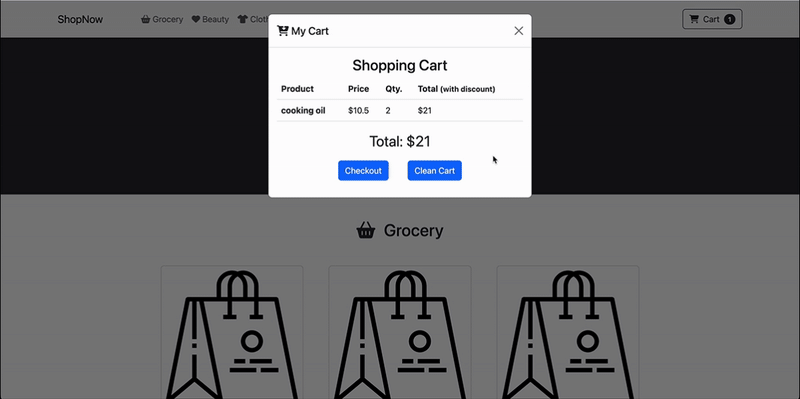 ShopNow Grocery Beauty Cloth Cart 1
My Cart
Shopping Cart
Product Price Qty. Total (with discount)
cooking oil $10.5 2 $21
Total: $21
Checkout Clean Cart
Grocery